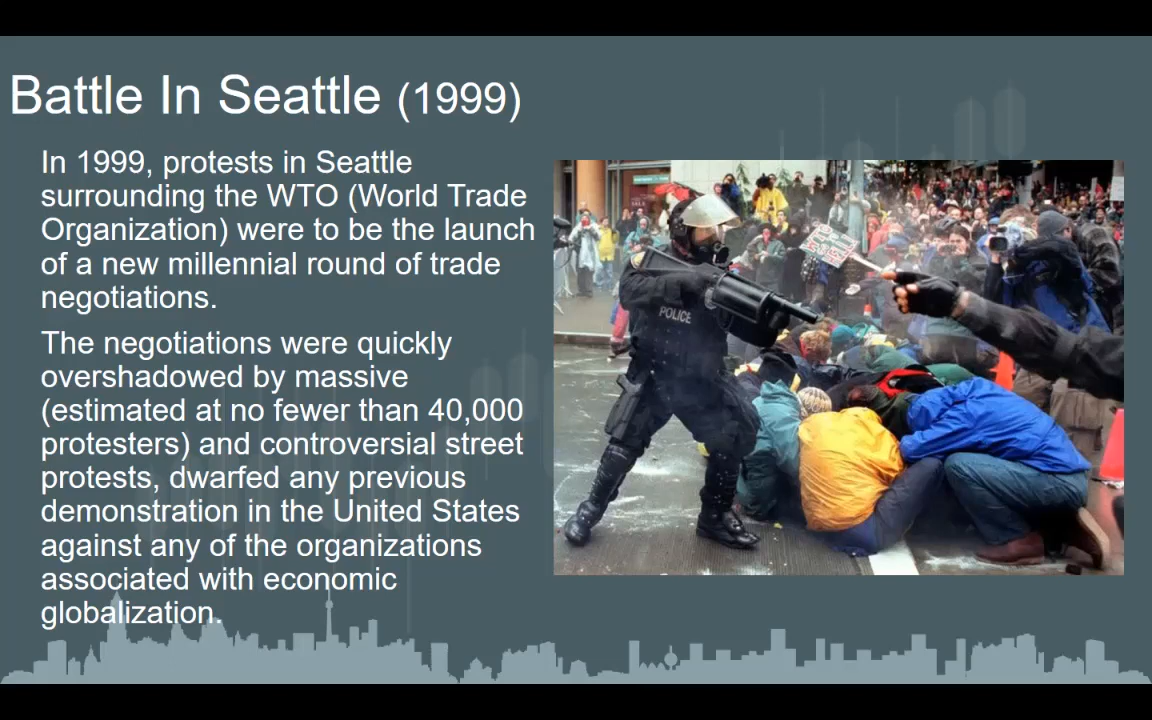 Battle In Seattle (1999)
In 1999, protests in Seattle
surrounding the WTO (World Trade
Organization) were to be the launch
of a new millennial round of trade
negotiations.
The negotiations were quickly
overshadowed by massive
(estimated at no fewer than 40,000
protesters) and controversial street
protests, dwarfed any previous
demonstration in the United States
against any of the organizations
associated with economic
globalization.
POLICE